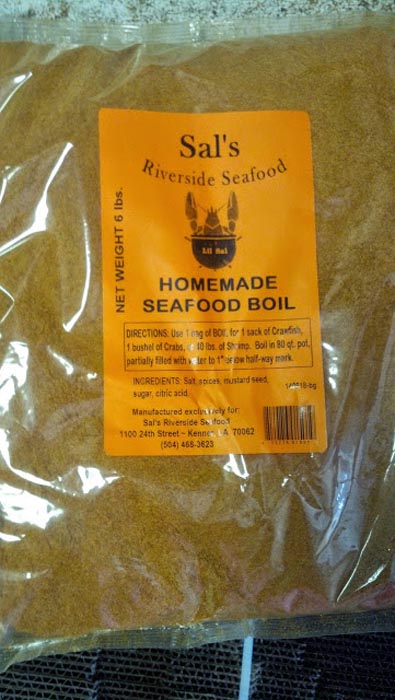 Sal's
Riverside Seafood
Lil Sal
NET WEIGHT 6 lbs.
HOMEMADE
SEAFOOD BOIL
DIRECTIONS: Use 1 bag of BOIL for 1 sack of Crawfish,
1 bushel of Crabs, or 40 lbs. of Shrimp. Boil in 80 qt. pot,
partially filled with water to 1" below half-way mark.
INGREDIENTS: Salt, spices, mustard seed,
sugar, citric acid.
Manufactured exclusively for:
Sal's Riverside Seafood
1100 24th Street ~ Kenner, LA 70062
(504) 468-3623